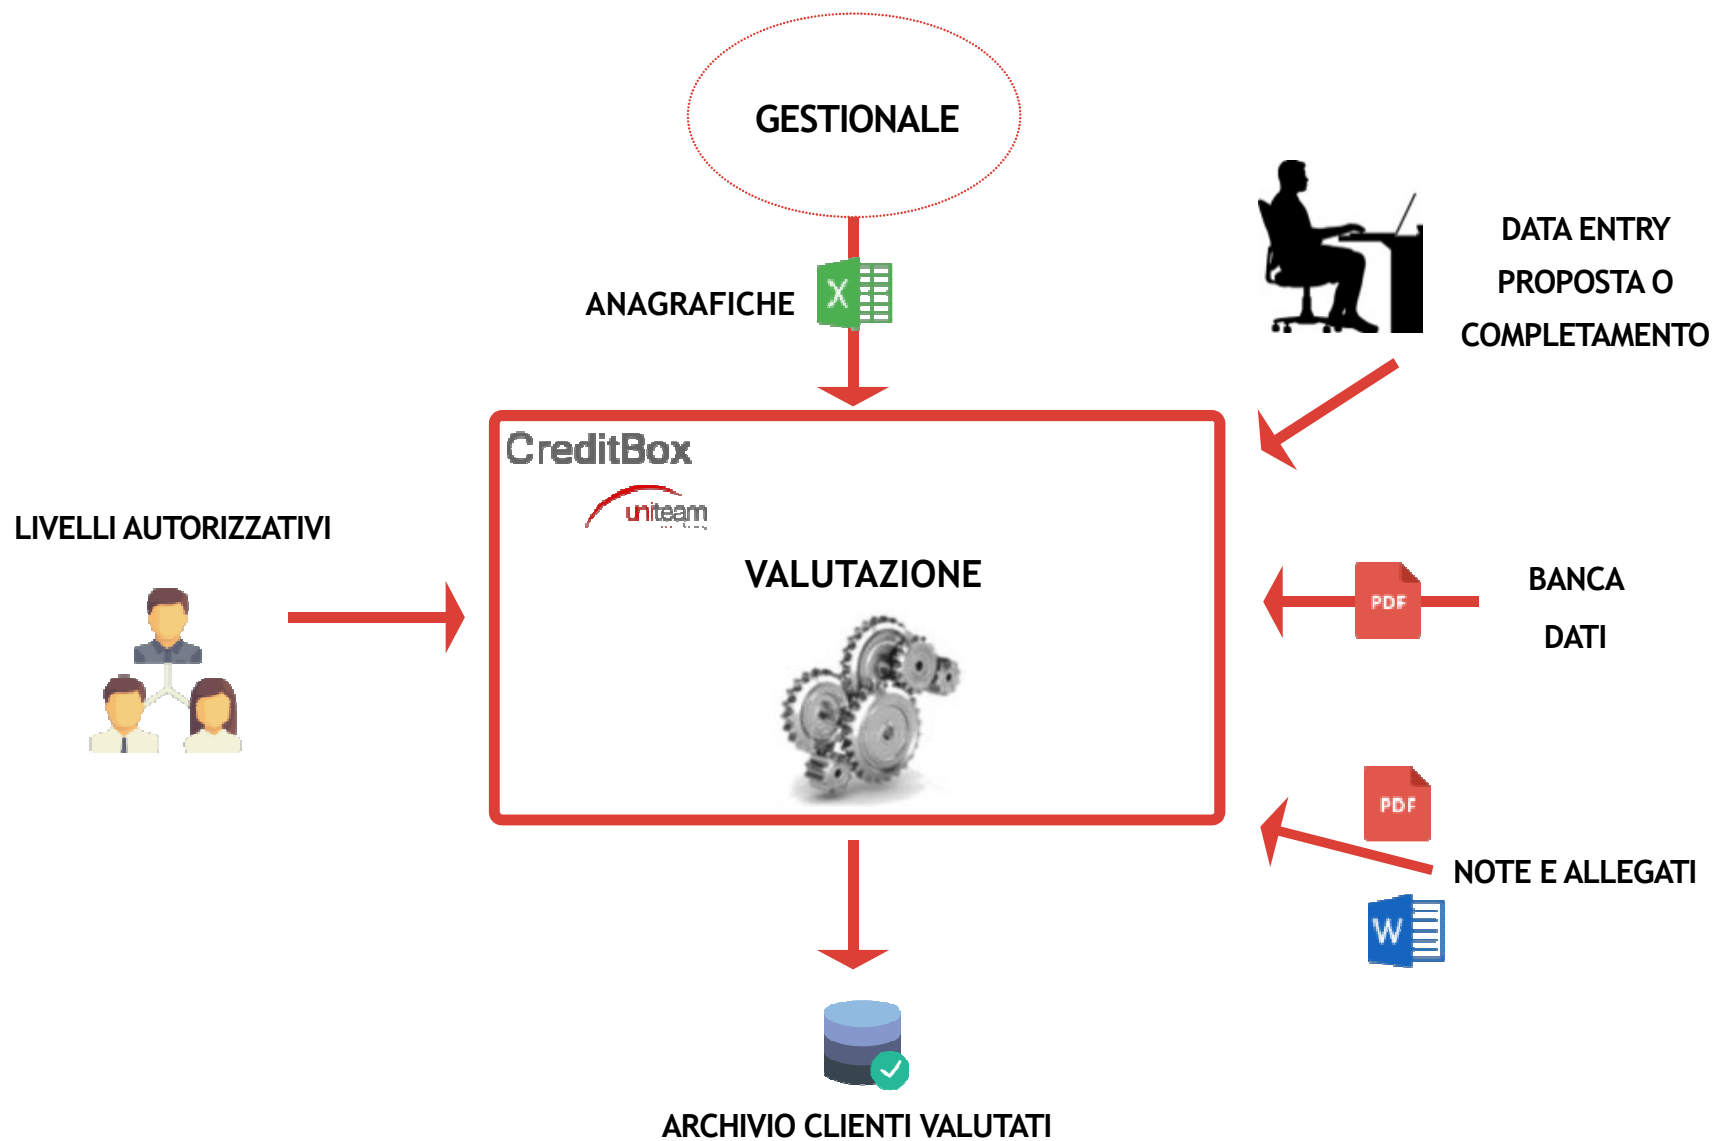 GESTIONALE
ANAGRAFICHE
X
DATA ENTRY
PROPOSTA O
COMPLETAMENTO
CreditBox
uniteam
LIVELLI AUTORIZZATIVI
VALUTAZIONE
PDF
BANCA
DATI
PDF
NOTE E ALLEGATI
W
ARCHIVIO CLIENTI VALUTATI